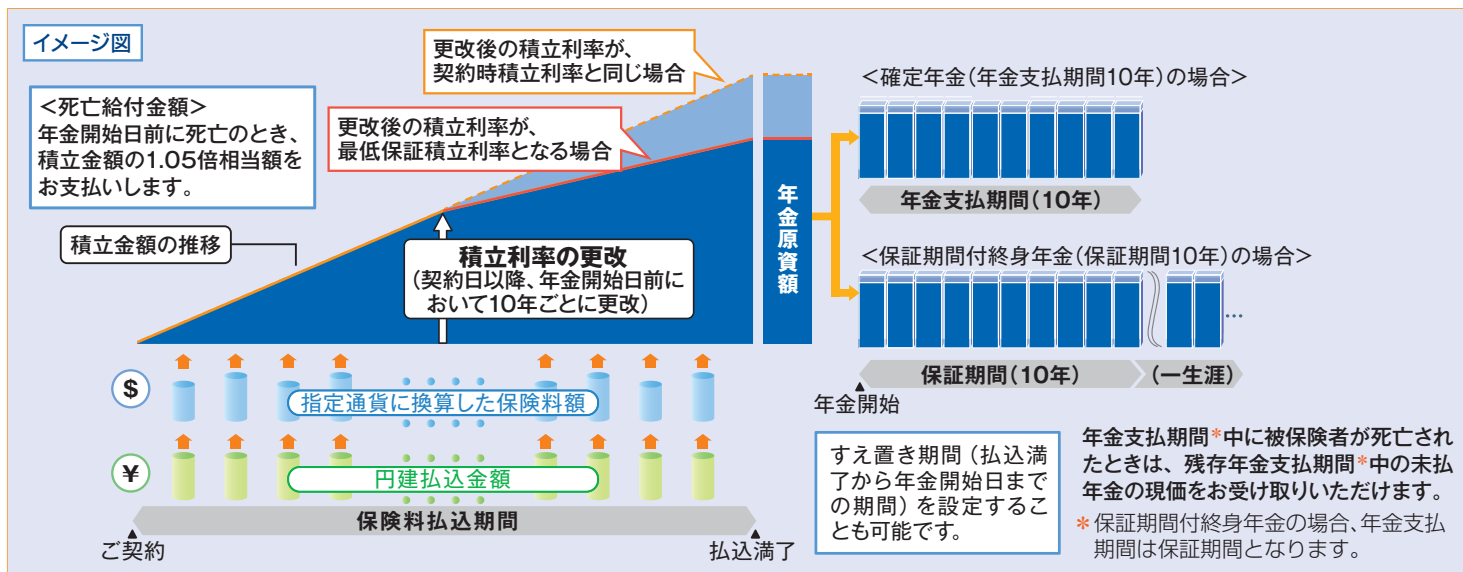 イメージ図
<死亡給付金額>
年金開始日前に死亡のとき、
積立金額の1.05倍相当額を
お支払いします。
更改後の積立利率が、
契約時積立利率と同じ場合
更改後の積立利率が、
最低保証積立利率となる場合
積立金額の推移
積立利率の更改
(契約日以降、年金開始日前に
おいて10年ごとに更改)
年金原資額
$
指定通貨に換算した保険料額
¥
円建払込金額
保険料払込期間
ご契約
払込満了
<確定年金(年金支払期間10年)の場合>
年金支払期間(10年)
<保証期間付終身年金(保証期間10年)の場合>
…
保証期間(10年)
(一生涯)
年金開始
すえ置き期間(払込満
了から年金開始日まで
の期間)を設定するこ
とも可能です。
年金支払期間*中に被保険者が死亡され
たときは、残存年金支払期間*中の未払
年金の現価をお受け取りいただけます。
*保証期間付終身年金の場合、年金支払
期間は保証期間となります。